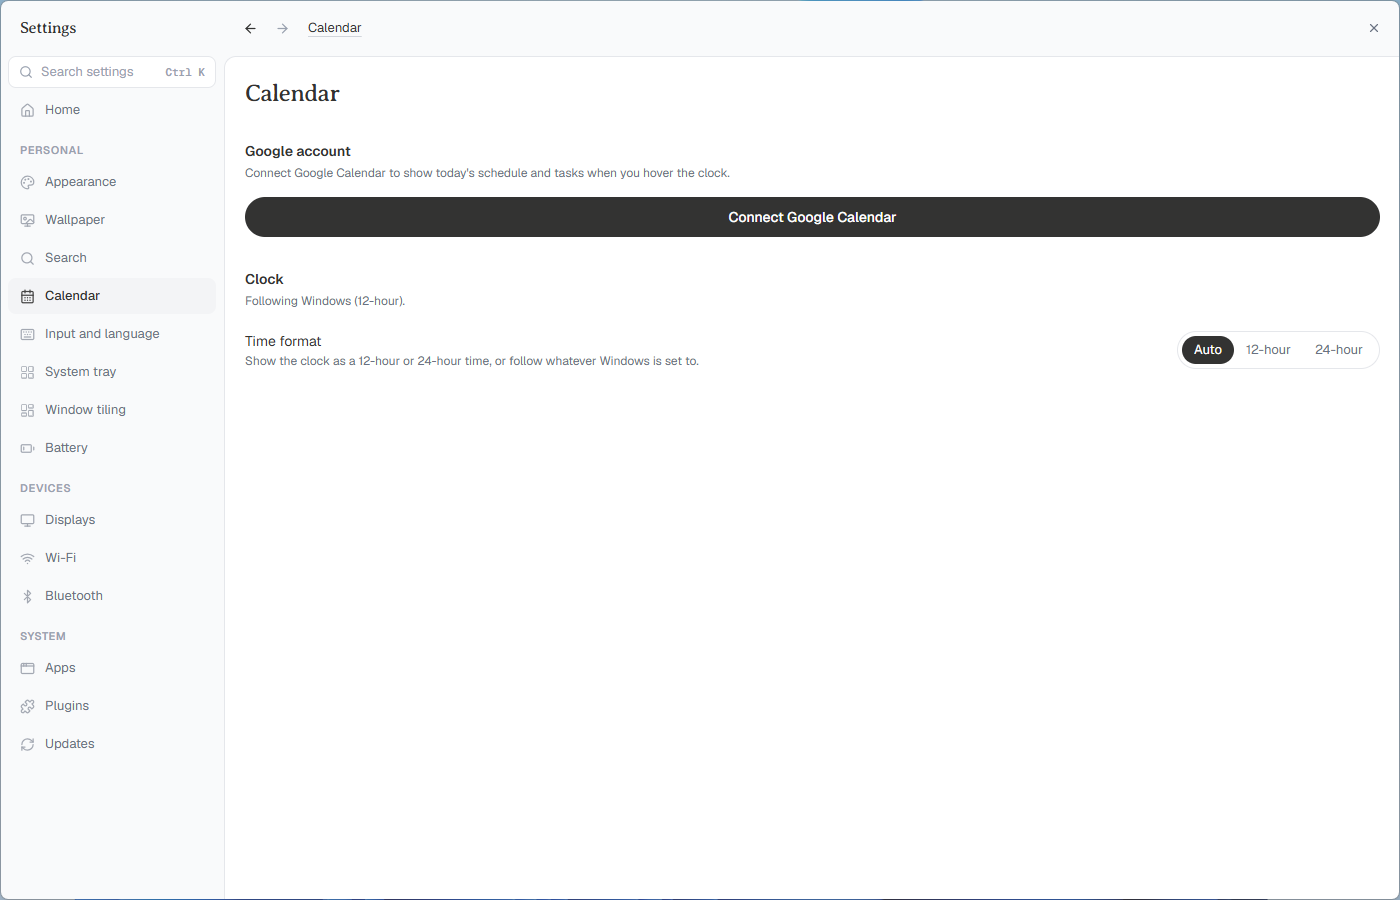 Settings
Calendar
Search settings
Ctrl K
Home
PERSONAL
Appearance
Wallpaper
Search
Calendar
Input and language
System tray
Window tiling
Battery
DEVICES
Displays
Wi-Fi
Bluetooth
SYSTEM
Apps
Plugins
Updates
Calendar
Google account
Connect Google Calendar to show today's schedule and tasks when you hover the clock.
Connect Google Calendar
Clock
Following Windows (12-hour).
Time format
Show the clock as a 12-hour or 24-hour time, or follow whatever Windows is set to.
Auto
12-hour
24-hour